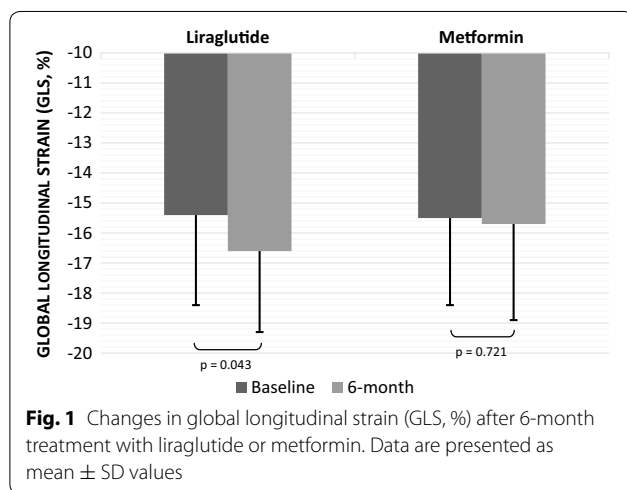 Liraglutide Metformin
GLOBAL LONGITUDINAL STRAIN (GLS, %)
-10
-11
-12
-13
-14
-15
-16
-17
-18
-19
-20
p = 0.043 p = 0.721
Baseline 6-month
Fig. 1 Changes in global longitudinal strain (GLS, %) after 6-month
treatment with liraglutide or metformin. Data are presented as
mean ± SD values